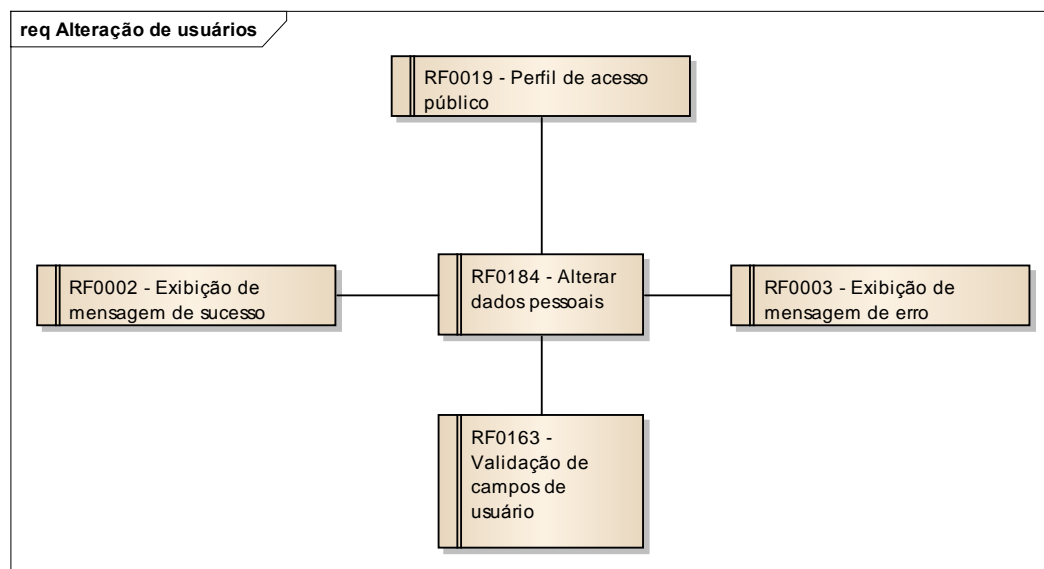 req Alteração de usuários
RF0019 - Perfil de acesso
público
RF0002 - Exibição de
mensagem de sucesso
RF0184 - Alterar
dados pessoais
RF0003 - Exibição de
mensagem de erro
RF0163 -
Validação de
campos de
usuário